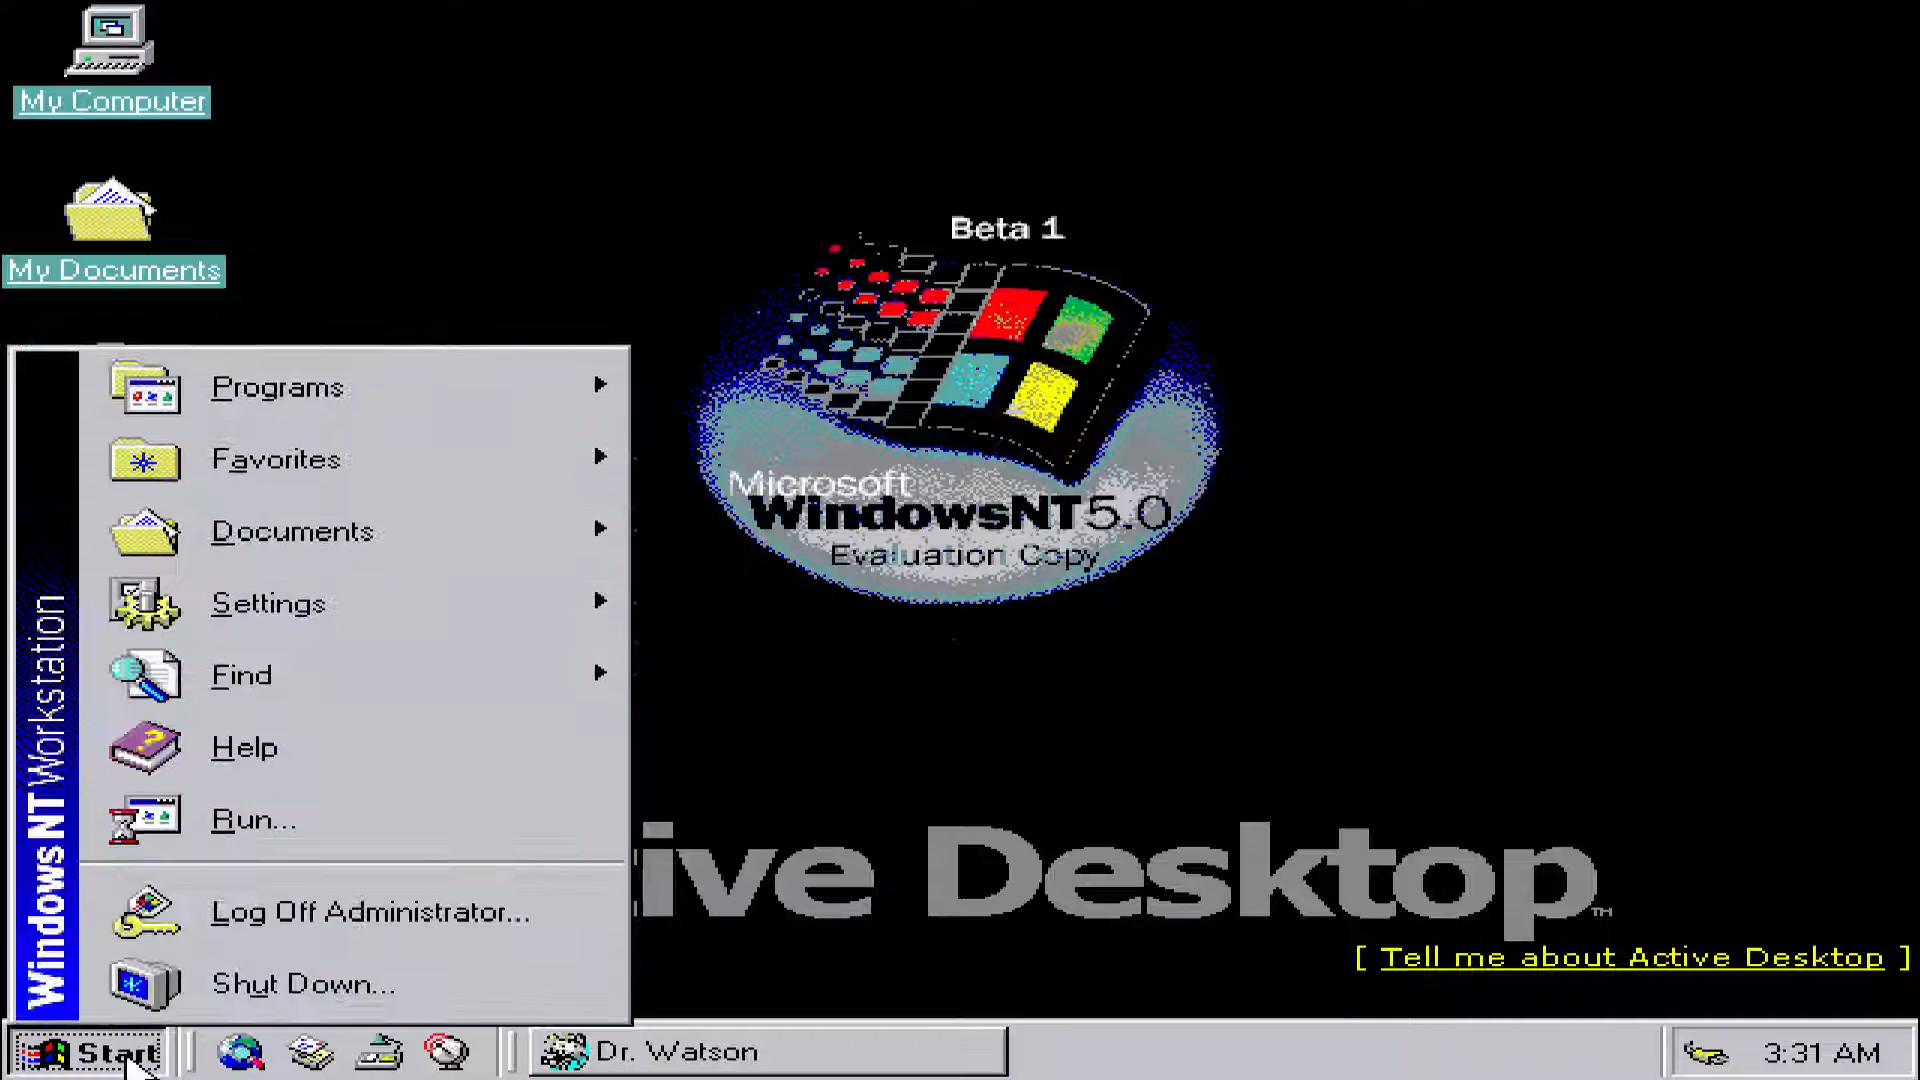 My Computer
My Documents
Beta 1
Microsoft
WindowsNT5.0
Evaluation Copy
Programs
Favorites
Documents
Settings
Find
Help
Run...
Log Off Administrator...
Shut Down...
Windows NT Workstation
ive Desktop™
[ Tell me about Active Desktop ]
Start
Dr. Watson
3:31 AM